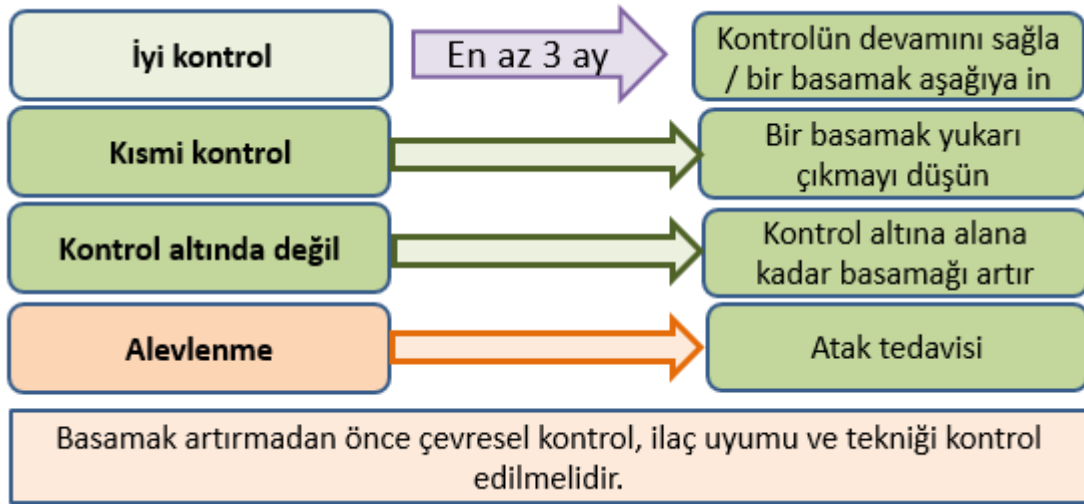 İyi kontrol
En az 3 ay
Kontrolün devamını sağla
/ bir basamak aşağıya in
Kısmi kontrol
Bir basamak yukarı
çıkmayı düşün
Kontrol altında değil
Kontrol altına alana
kadar basamağı artır
Alevlenme
Atak tedavisi
Basamak artırmadan önce çevresel kontrol, ilaç uyumu ve tekniği kontrol
edilmelidir.